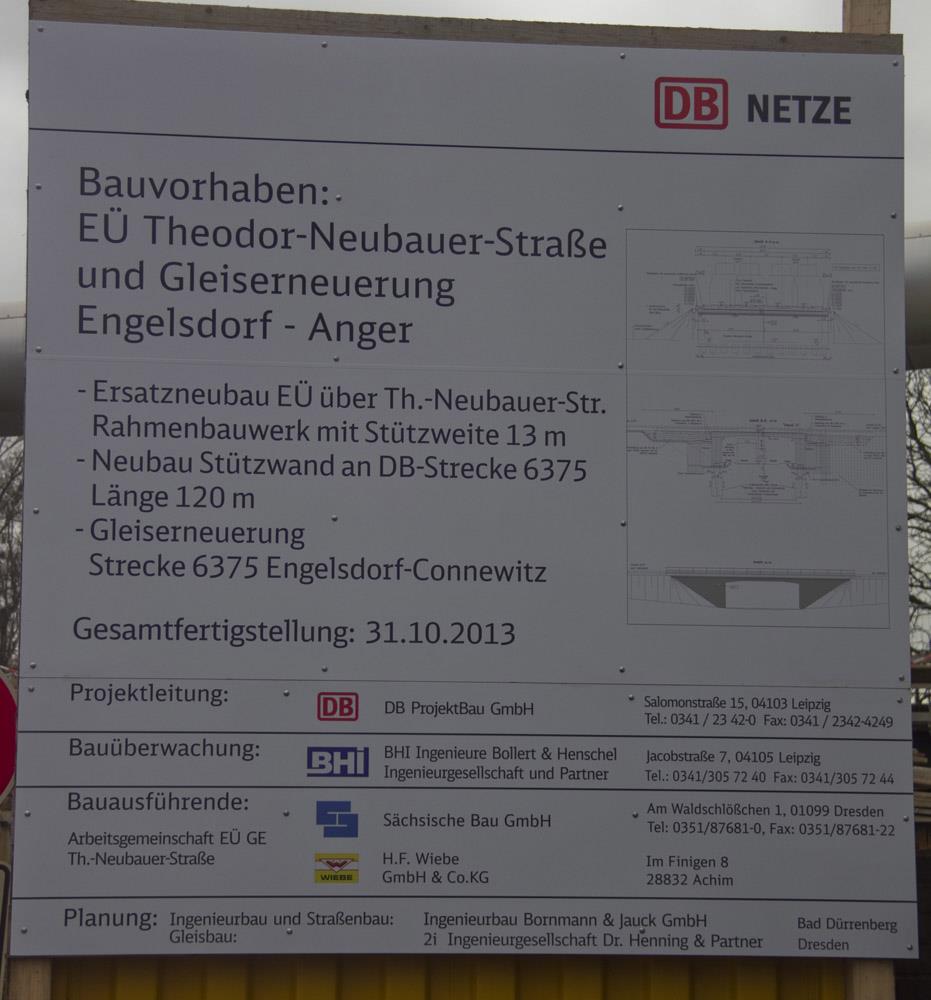 DB NETZE
Bauvorhaben:
EÜ Theodor-Neubauer-Straße
und Gleiserneuerung
Engelsdorf - Anger
- Ersatzneubau EÜ über Th.-Neubauer-Str.
Rahmenbauwerk mit Stützweite 13 m
- Neubau Stützwand an DB-Strecke 6375
Länge 120 m
- Gleiserneuerung
Strecke 6375 Engelsdorf-Connewitz
Gesamtfertigstellung: 31.10.2013
Projektleitung:
DB
DB ProjektBau GmbH
Salomonstraße 15, 04103 Leipzig
Tel.: 0341 / 23 42-0 Fax: 0341 / 2342-4249
Bauüberwachung:
BHI
BHI Ingenieure Bollert & Henschel
Ingenieurgesellschaft und Partner
Jacobstraße 7, 04105 Leipzig
Tel.: 0341/305 72 40 Fax: 0341/305 72 44
Bauausführende:
Arbeitsgemeinschaft EÜ GE
Th.-Neubauer-Straße
Sächsische Bau GmbH
Am Waldschlößchen 1, 01099 Dresden
Tel: 0351/87681-0, Fax: 0351/87681-22
WIEBE
H.F. Wiebe
GmbH & Co.KG
Im Finigen 8
28832 Achim
Planung: Ingenieurbau und Straßenbau: Ingenieurbau Bornmann & Jauck GmbH Bad Dürrenberg
Gleisbau: 2i Ingenieurgesellschaft Dr. Henning & Partner Dresden